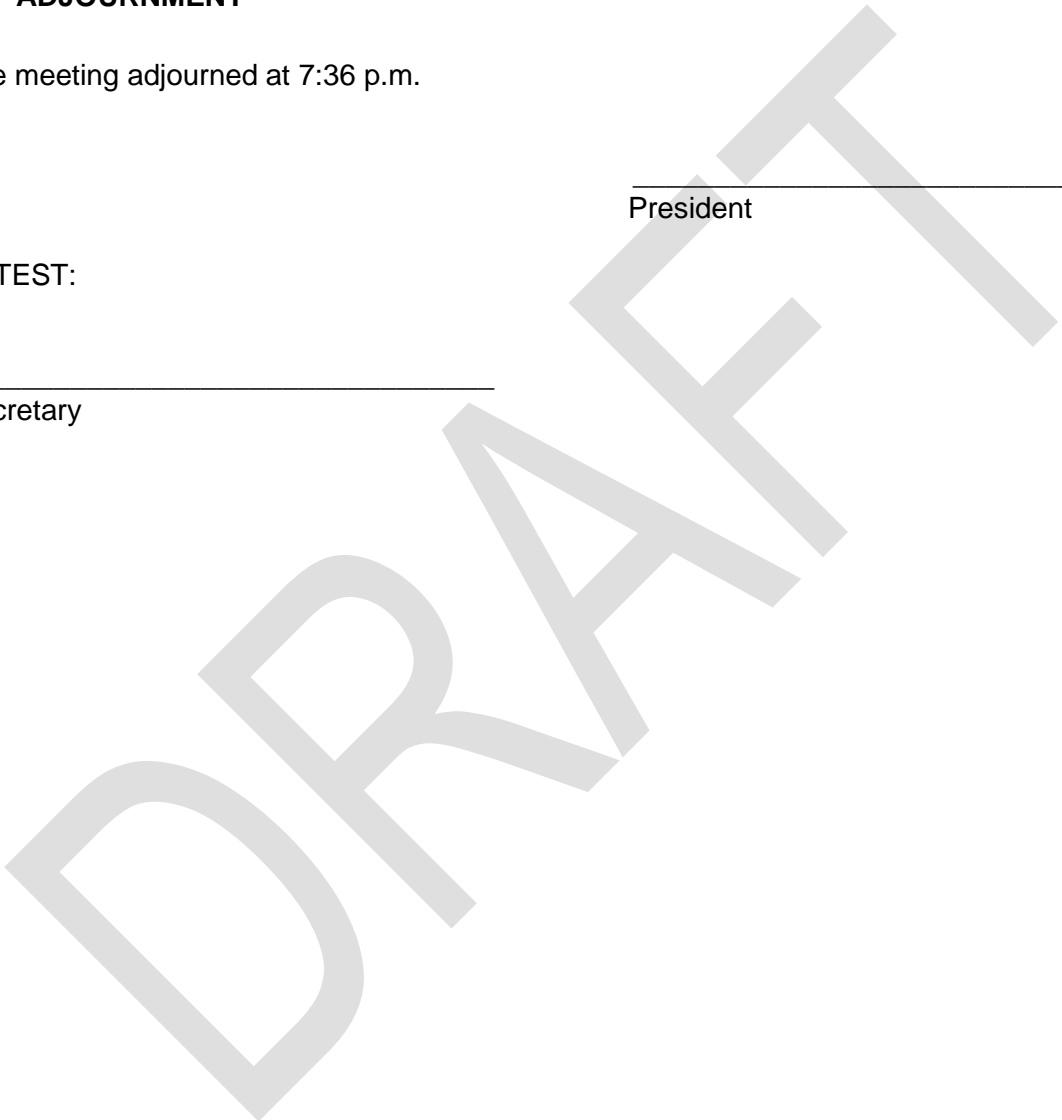 ADJOURNMENT
e meeting adjourned at 7:36 p.m.
President
TEST:
cretary
DRAFT